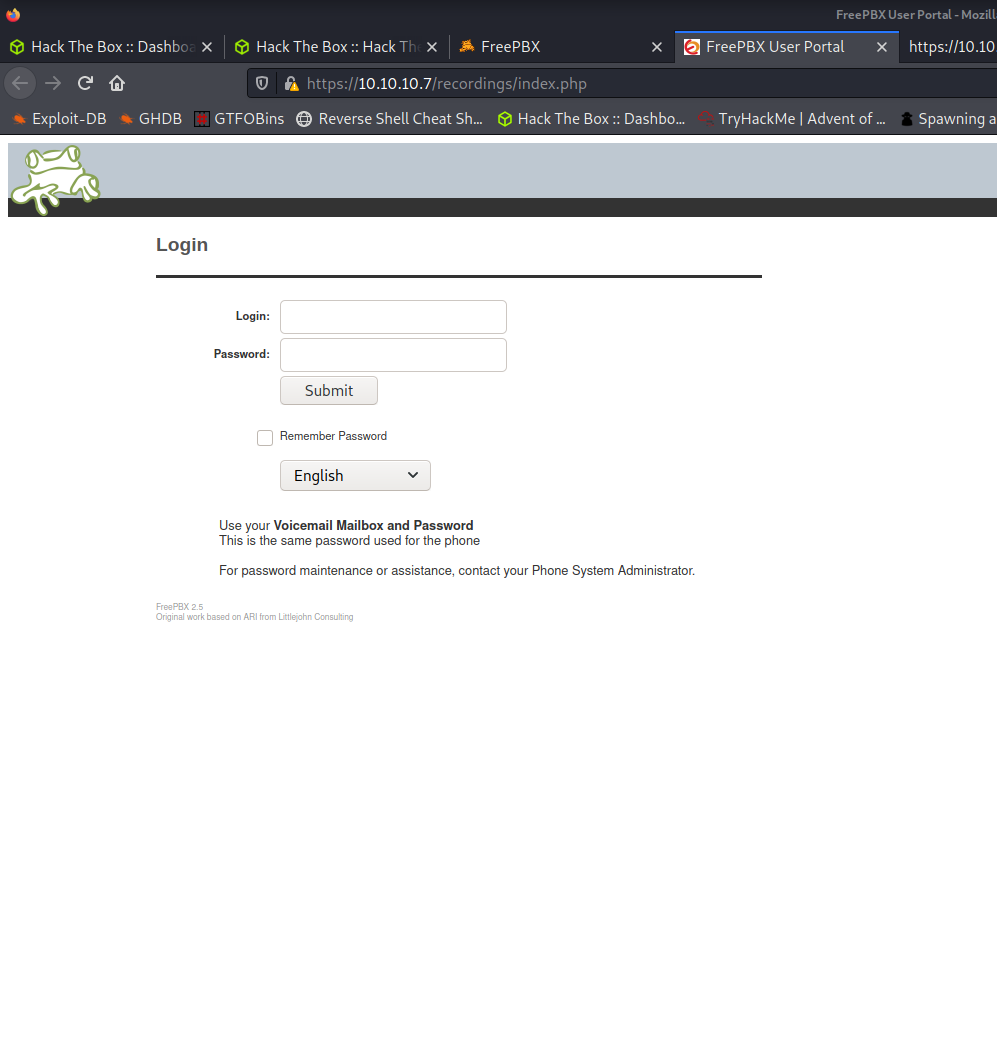 FreePBX User Portal - Mozill
Hack The Box :: Dashboa
Hack The Box :: Hack The
FreePBX
FreePBX User Portal
https://10.10
https://10.10.10.7/recordings/index.php
Exploit-DB
GHDB
GTFOBins
Reverse Shell Cheat Sh...
Hack The Box :: Dashbo...
TryHackMe | Advent of ...
Spawning a
Login
Login:
Password:
Submit
Remember Password
English
Use your Voicemail Mailbox and Password
This is the same password used for the phone
For password maintenance or assistance, contact your Phone System Administrator.
FreePBX 2.5
Original work based on ARI from Littlejohn Consulting